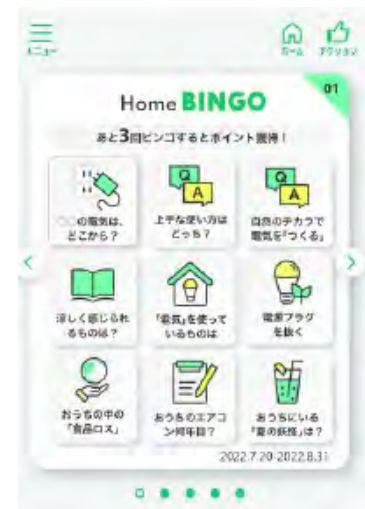 メニュー
ホーム アクション
01
Home BINGO
あと3回ビンゴするとポイント獲得!
Q A
Q A
〇〇の電気は、
どこから?
上手な使い方は
どっち?
自然のチカラで
電気を「つくる」
涼しく感じられ
るものは?
「電気」を使って
いるものは
電源プラグ
を抜く
おうちの中の
「食品ロス」
おうちのエアコ
ン何年目?
おうちにいる
「夏の妖怪」は?
2022.7.20-2022.8.31